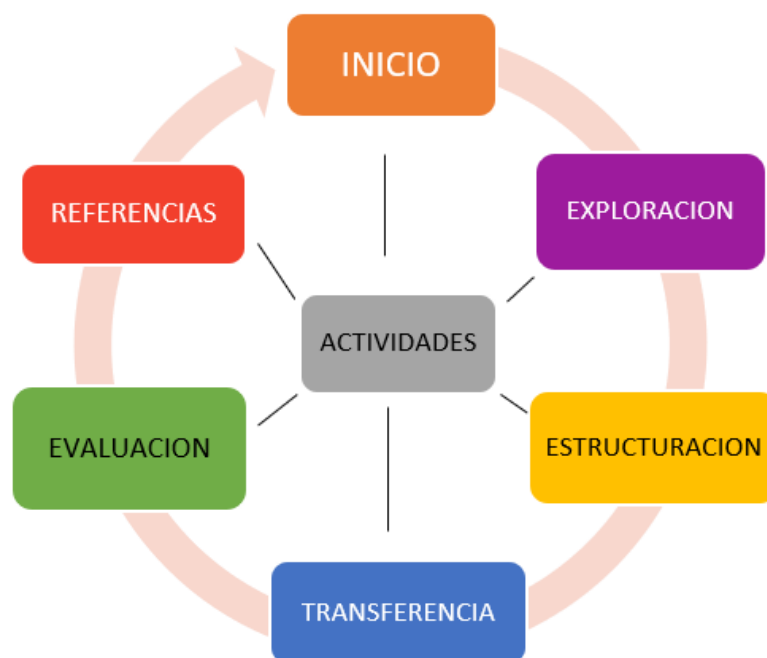 INICIO
EXPLORACION
ESTRUCTURACION
TRANSFERENCIA
EVALUACION
REFERENCIAS
ACTIVIDADES